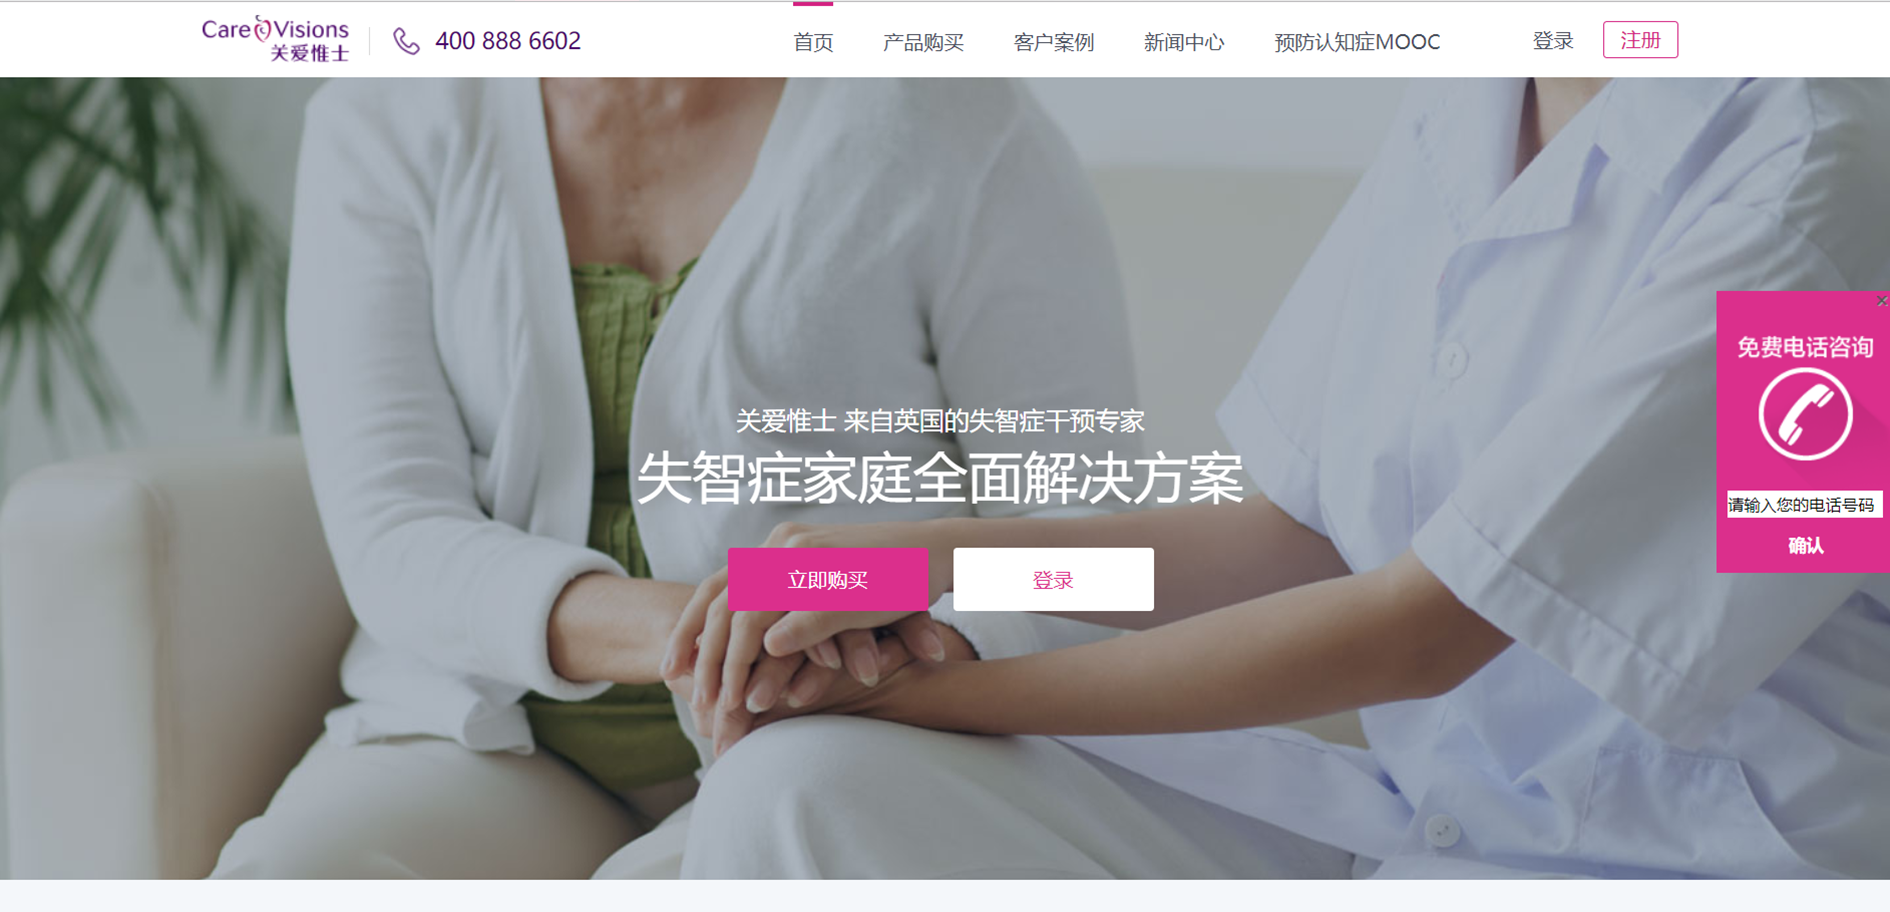 Care Visions
关爱惟士
400 888 6602
首页
产品购买
客户案例
新闻中心
预防认知症MOOC
登录
注册
免费电话咨询
请输入您的电话号码
确认
关爱惟士 来自英国的失智症干预专家
失智症家庭全面解决方案
立即购买
登录